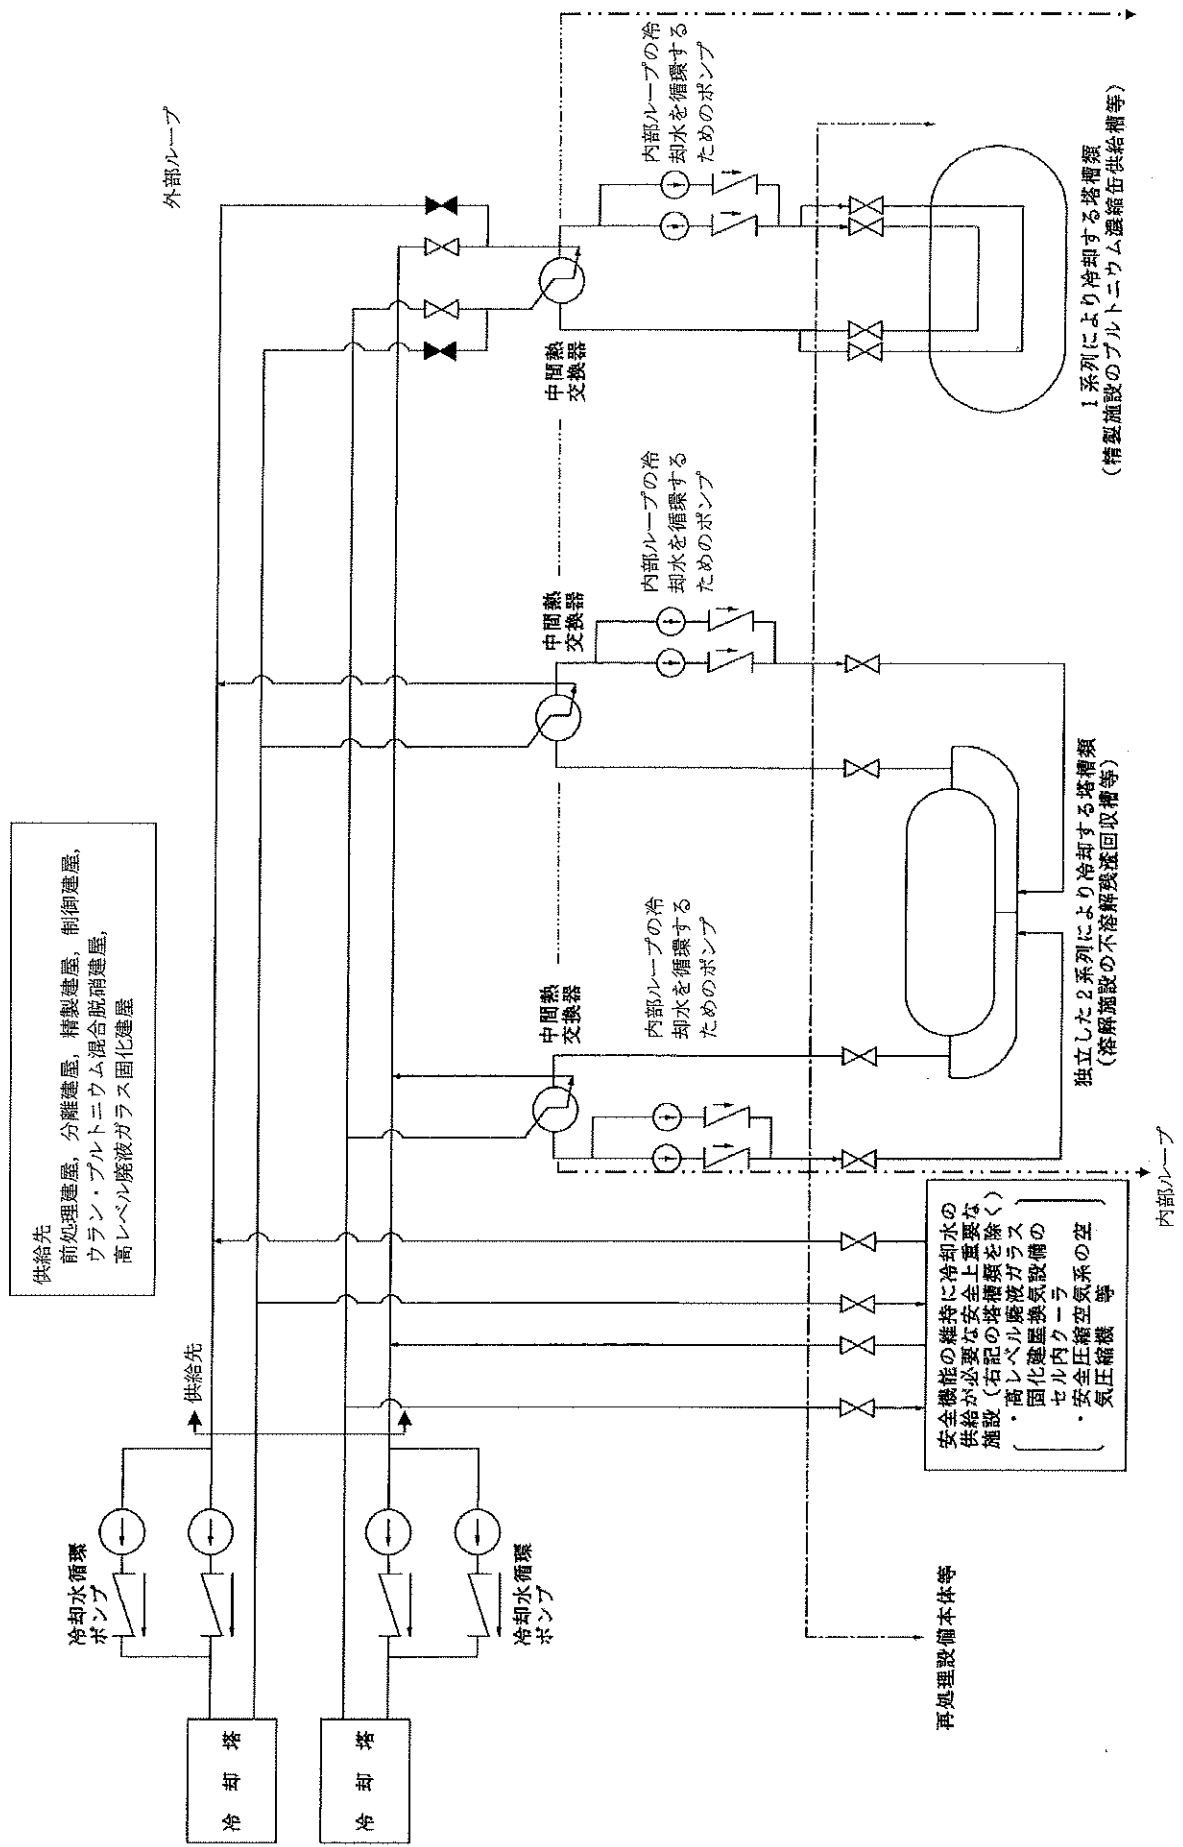 供給先
前処理建屋，分離建屋，精製建屋，制御建屋，
ウラン・プルトニウム混合脱硝建屋，
高レベル廃液ガラス固化建屋
外部ループ
冷却水循環
ポンプ
供給先
冷却塔
冷却塔
冷却水循環
ポンプ
中間熱
交換器
中間熱
交換器
中間熱
交換器
内部ループの冷
却水を循環する
ためのポンプ
内部ループの冷
却水を循環する
ためのポンプ
内部ループの冷
却水を循環する
ためのポンプ
再処理設備本体等
安全機能の維持に冷却水の
供給が必要な安全上重要な
施設（右記の塔槽類を除く）
・高レベル廃液ガラス
固化建屋換気設備の
セル内クーラ
・安全圧縮空気系の空
気圧縮機　等
独立した２系列により冷却する塔槽類
（溶解施設の不溶解残渣回収槽等）
１系列により冷却する塔槽類
（精製施設のプルトニウム濃縮缶供給槽等）
内部ループ